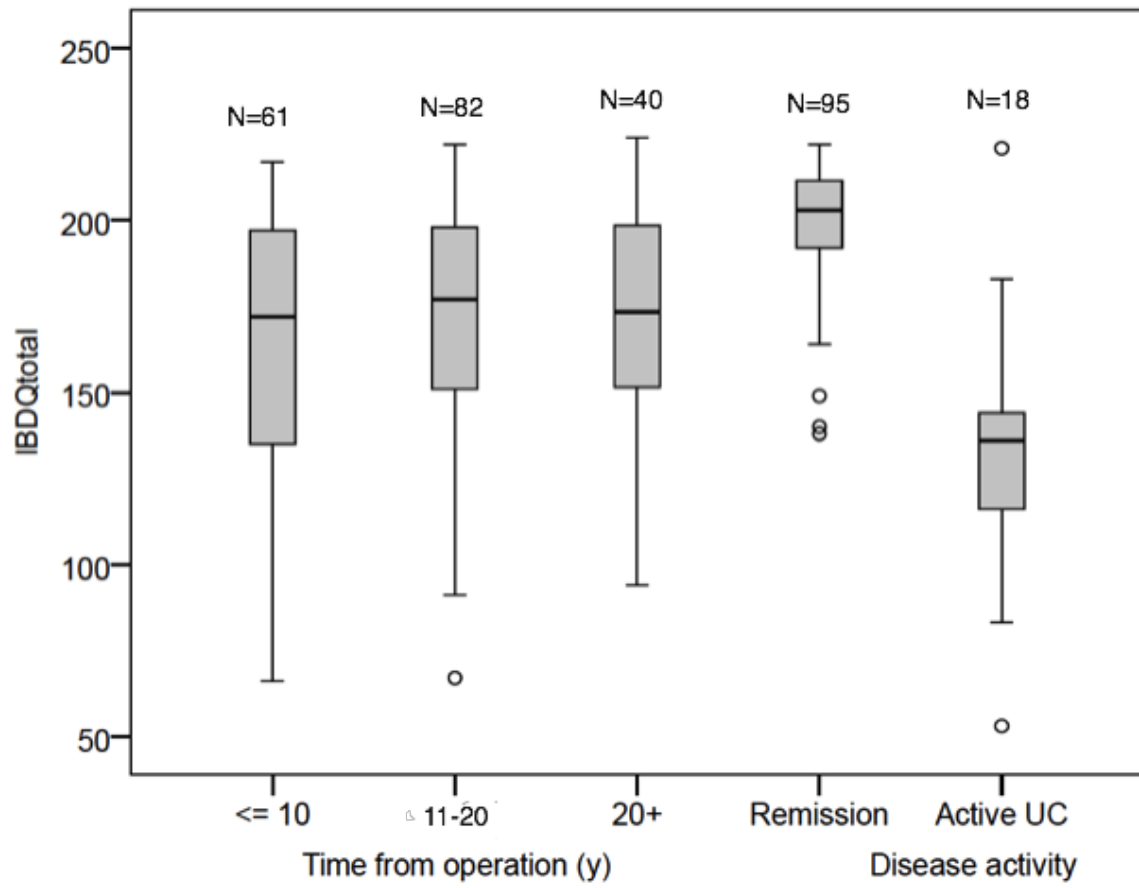 250
200
150
100
50
IBDQtotal
N=61
N=82
N=40
N=95
N=18
<= 10
11-20
20+
Remission
Active UC
Time from operation (y)
Disease activity